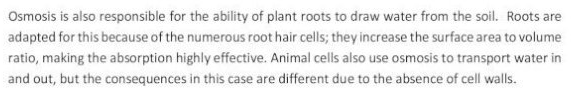 Osmosis is also responsible for the ability of plant roots to draw water from the soil.  Roots are
adapted for this because of the numerous root hair cells; they increase the surface area to volume
ratio, making the absorption highly effective. Animal cells also use osmosis to transport water in
and out, but the consequences in this case are different due to the absence of cell walls.